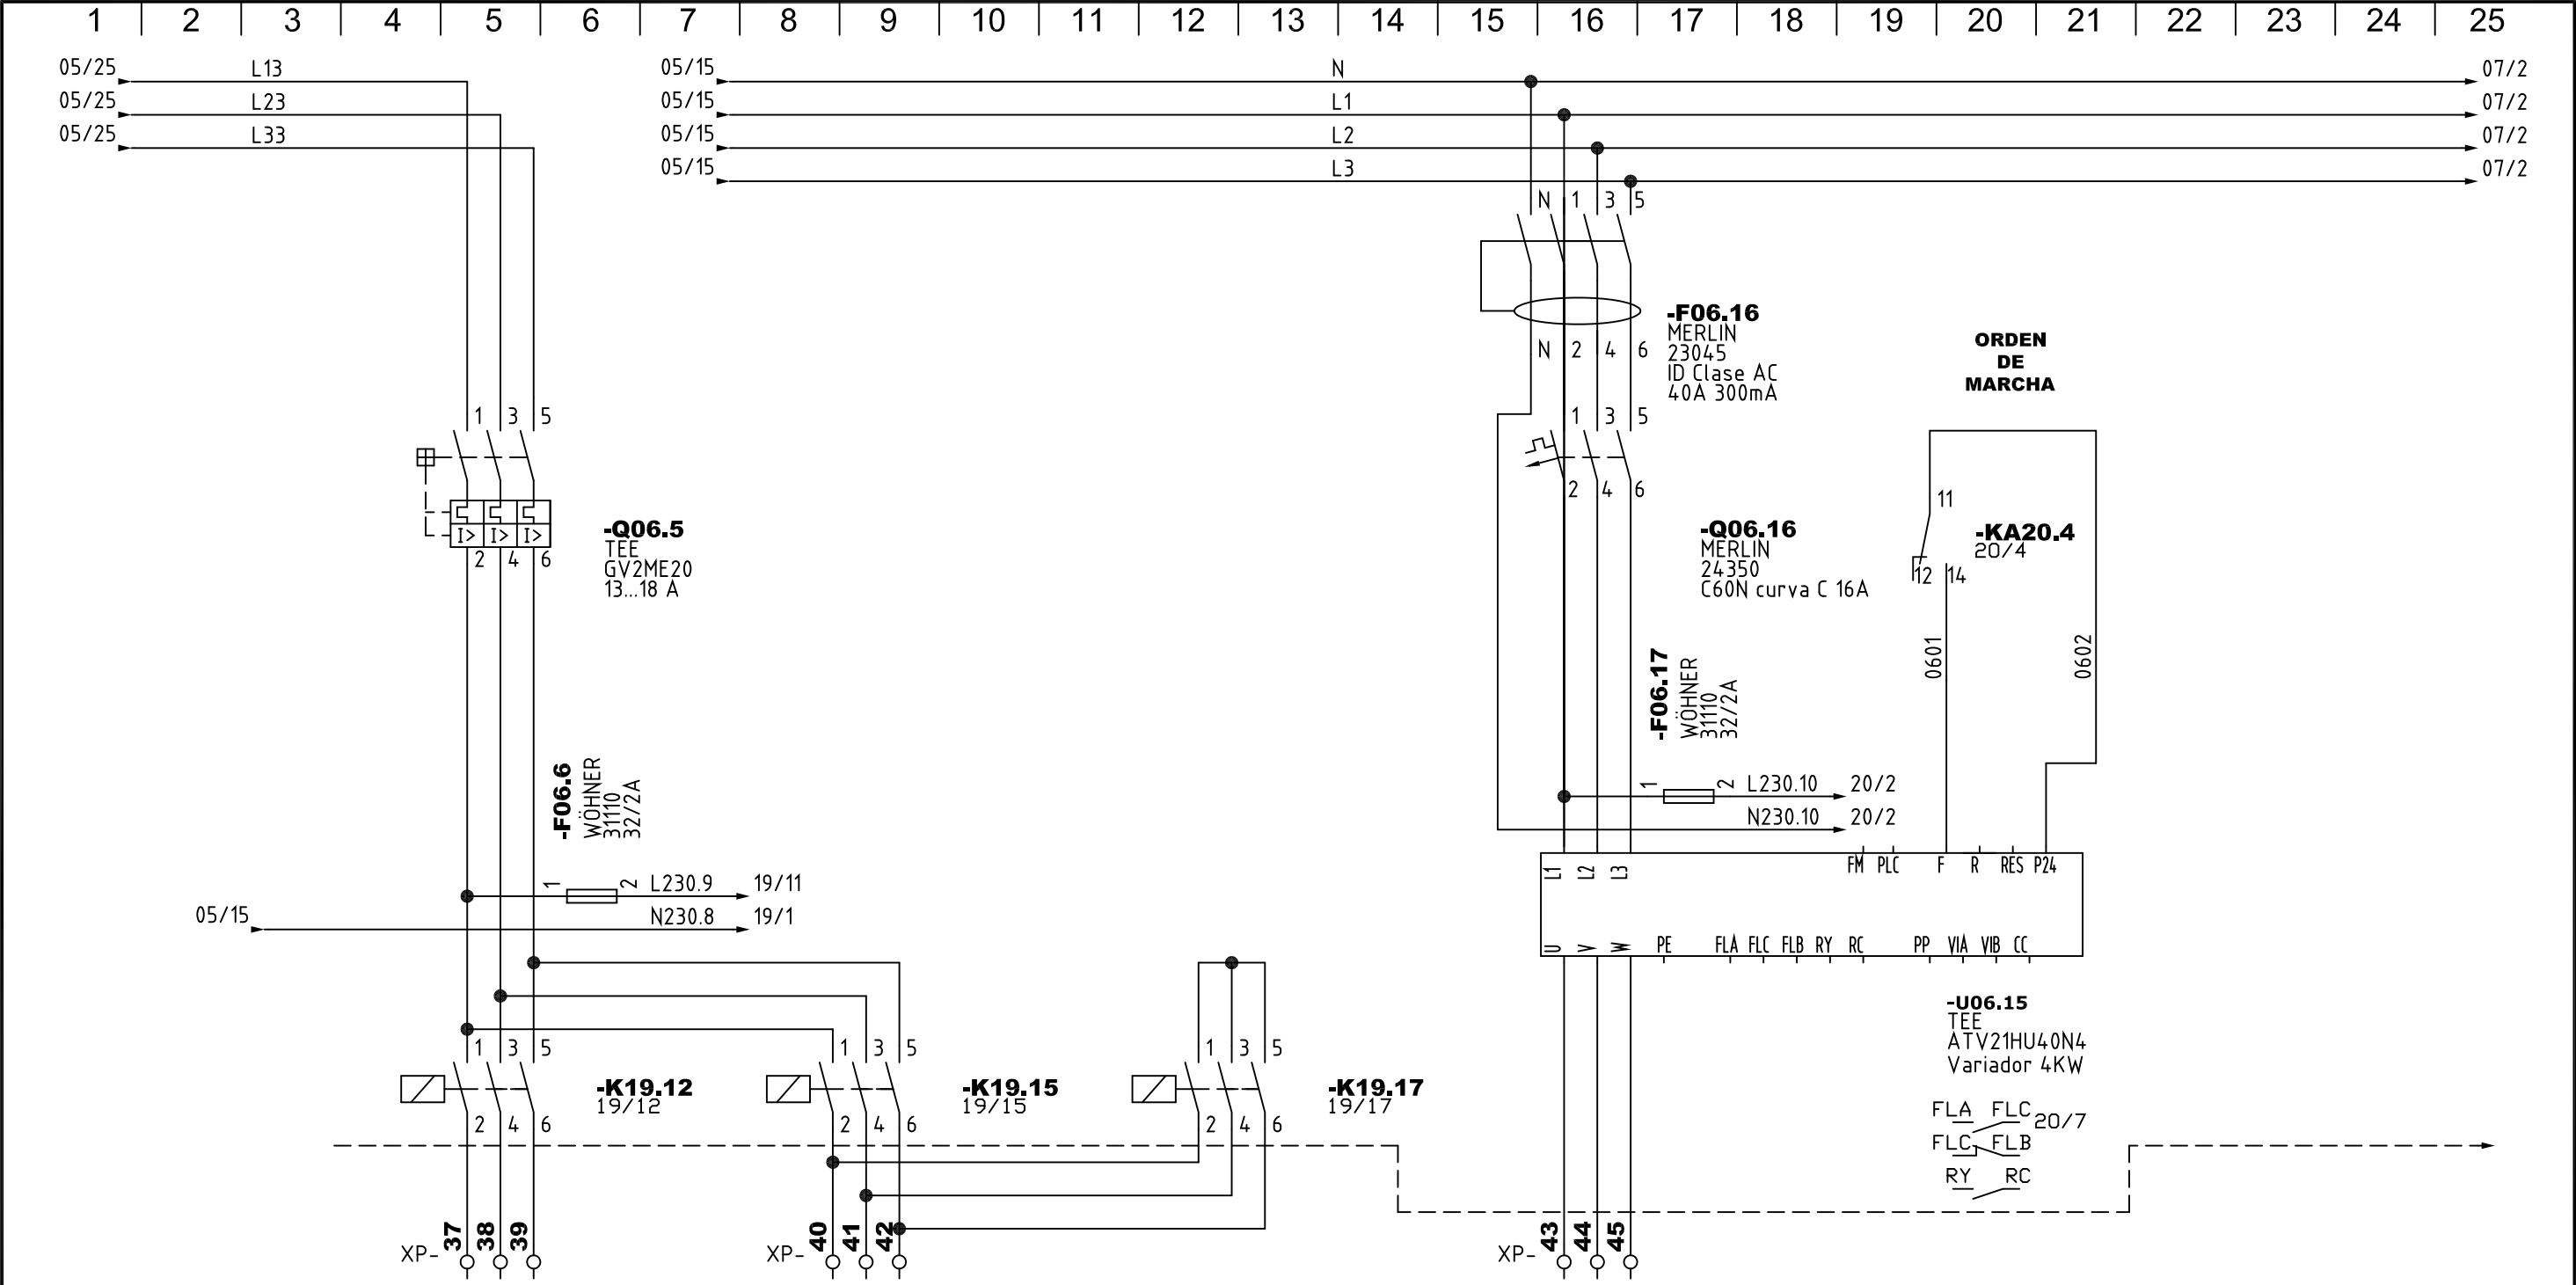 1 2 3 4 5 6 7 8 9 10 11 12 13 14 15 16 17 18 19 20 21 22 23 24 25
05/25 L13 05/15 N 07/2
05/25 L23 05/15 L1 07/2
05/25 L33 05/15 L2 07/2
05/15 L3 07/2
N 1 3 5
-F06.16
MERLIN
23045
ID Clase AC
40A 300mA
N 2 4 6
ORDEN
DE
MARCHA
1 3 5
1 3 5
2 4 6
I> I> I>
2 4 6
-Q06.5
TEE
GV2ME20
13...18 A
-Q06.16
MERLIN
24350
C60N curva C 16A
11
-KA20.4
20/4
12 14
0601
0602
-F06.17
WÖHNER
31110
32/2A
1 2 L230.10 20/2
N230.10 20/2
-F06.6
WÖHNER
31110
32/2A
1 2 L230.9 19/11
05/15 N230.8 19/1
L1 L2 L3 FM PLC F R RES P24
U V W PE FLA FLC FLB RY RC PP VIA VIB CC
-U06.15
TEE
ATV21HU40N4
Variador 4KW
FLA FLC 20/7
FLC FLB
RY RC
1 3 5
-K19.12
19/12
2 4 6
1 3 5
-K19.15
19/15
2 4 6
1 3 5
-K19.17
19/17
2 4 6
XP- 37 38 39
XP- 40 41 42
XP- 43 44 45